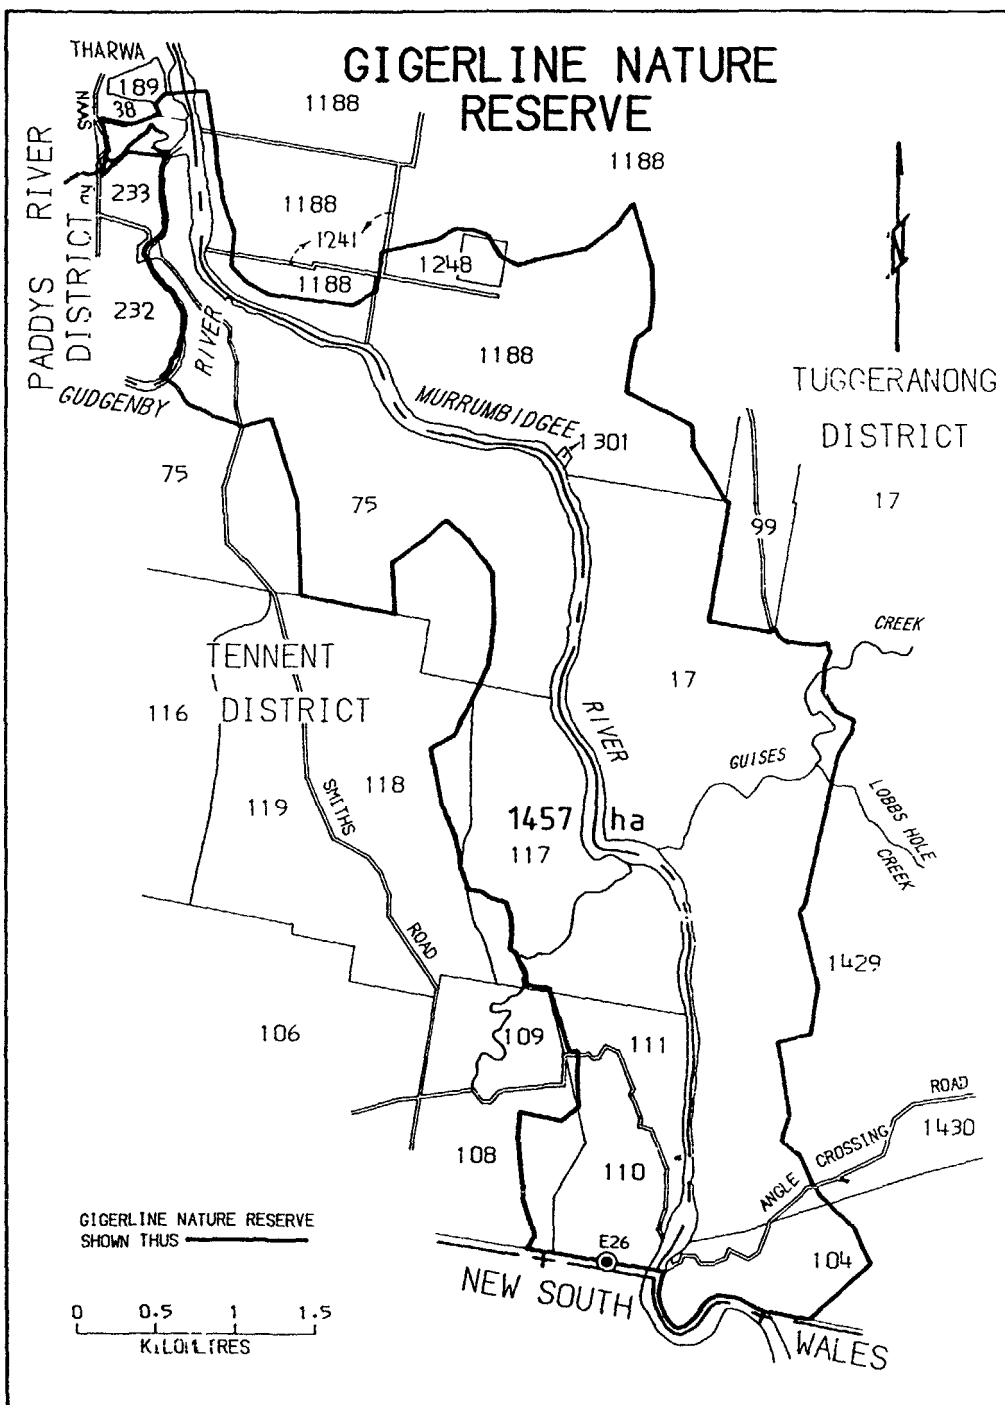 GIGERLINE NATURE
RESERVE
THARWA
189
38
NAAS
1188
1188
PADDYS RIVER
DISTRICT
233
1188
1241
1248
1188
232
RIVER
1188
GUDGENBY
MURRUMBIDGEE
TUGGERANONG
DISTRICT
1301
75
75
17
99
CREEK
TENNENT
DISTRICT
17
116
RIVER
GUISES
118
119
SMITHS
1457 ha
117
LOBBS HOLE
CREEK
ROAD
1429
106
109
111
ROAD
1430
CROSSING
ANGLE
108
110
GIGERLINE NATURE RESERVE
SHOWN THUS
E26
104
NEW SOUTH
WALES
0 0.5 1 1.5